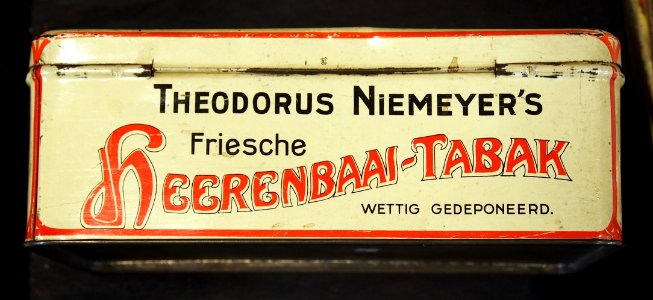 THEODORUS NIEMEYER'S
Friesche
HEERENBAAI-TABAK
WETTIG GEDEPONEERD.